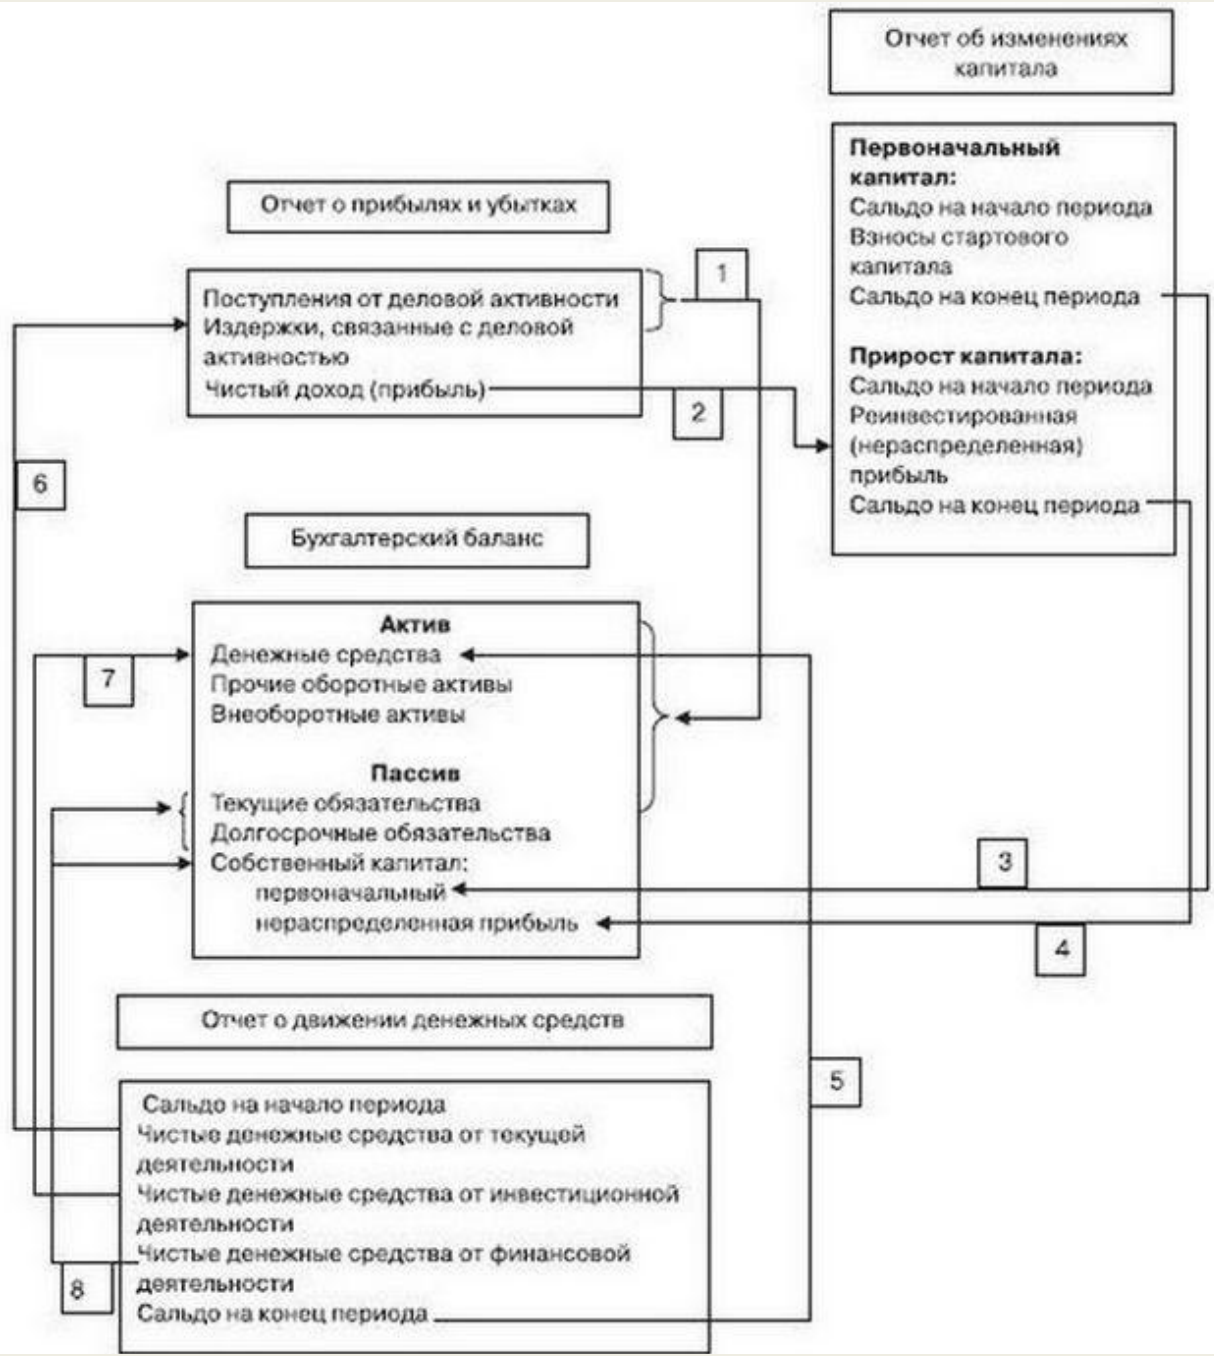 Отчет об изменениях
капитала
Первоначальный
капитал:
Сальдо на начало периода
Взносы стартового
капитала
Сальдо на конец периода
Прирост капитала:
Сальдо на начало периода
Реинвестированная
(нераспределенная)
прибыль
Сальдо на конец периода
Отчет о прибылях и убытках
1
Поступления от деловой активности
Издержки, связанные с деловой
активностью
Чистый доход (прибыль)
2
6
Бухгалтерский баланс
Актив
Денежные средства
7
Прочие оборотные активы
Внеоборотные активы
Пассив
Текущие обязательства
Долгосрочные обязательства
Собственный капитал:
3
первоначальный
нераспределенная прибыль
4
Отчет о движении денежных средств
5
Сальдо на начало периода
Чистые денежные средства от текущей
деятельности
Чистые денежные средства от инвестиционной
деятельности
Чистые денежные средства от финансовой
деятельности
8
Сальдо на конец периода